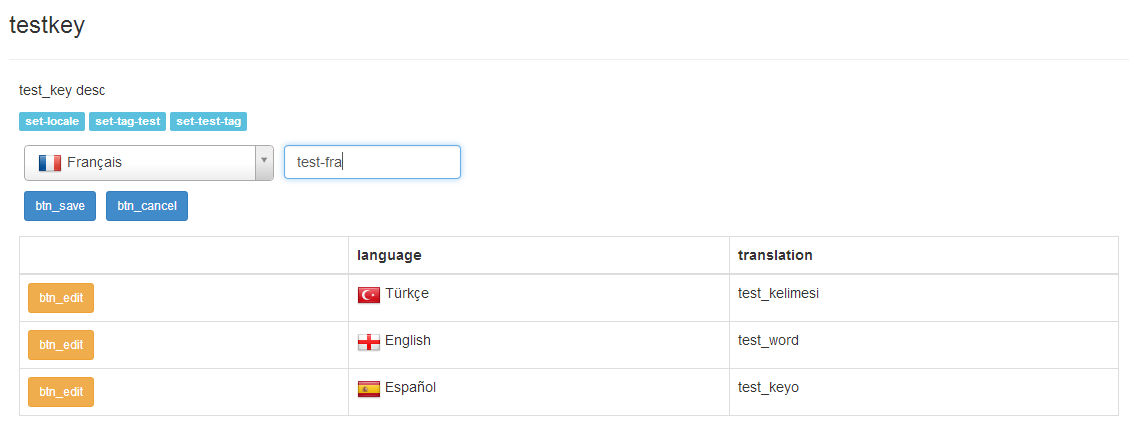 testkey
test_key desc
set-locale set-tag-test set-test-tag
Français test-fra
btn_save btn_cancel
language translation
btn_edit Türkçe test_kelimesi
btn_edit English test_word
btn_edit Español test_keyo